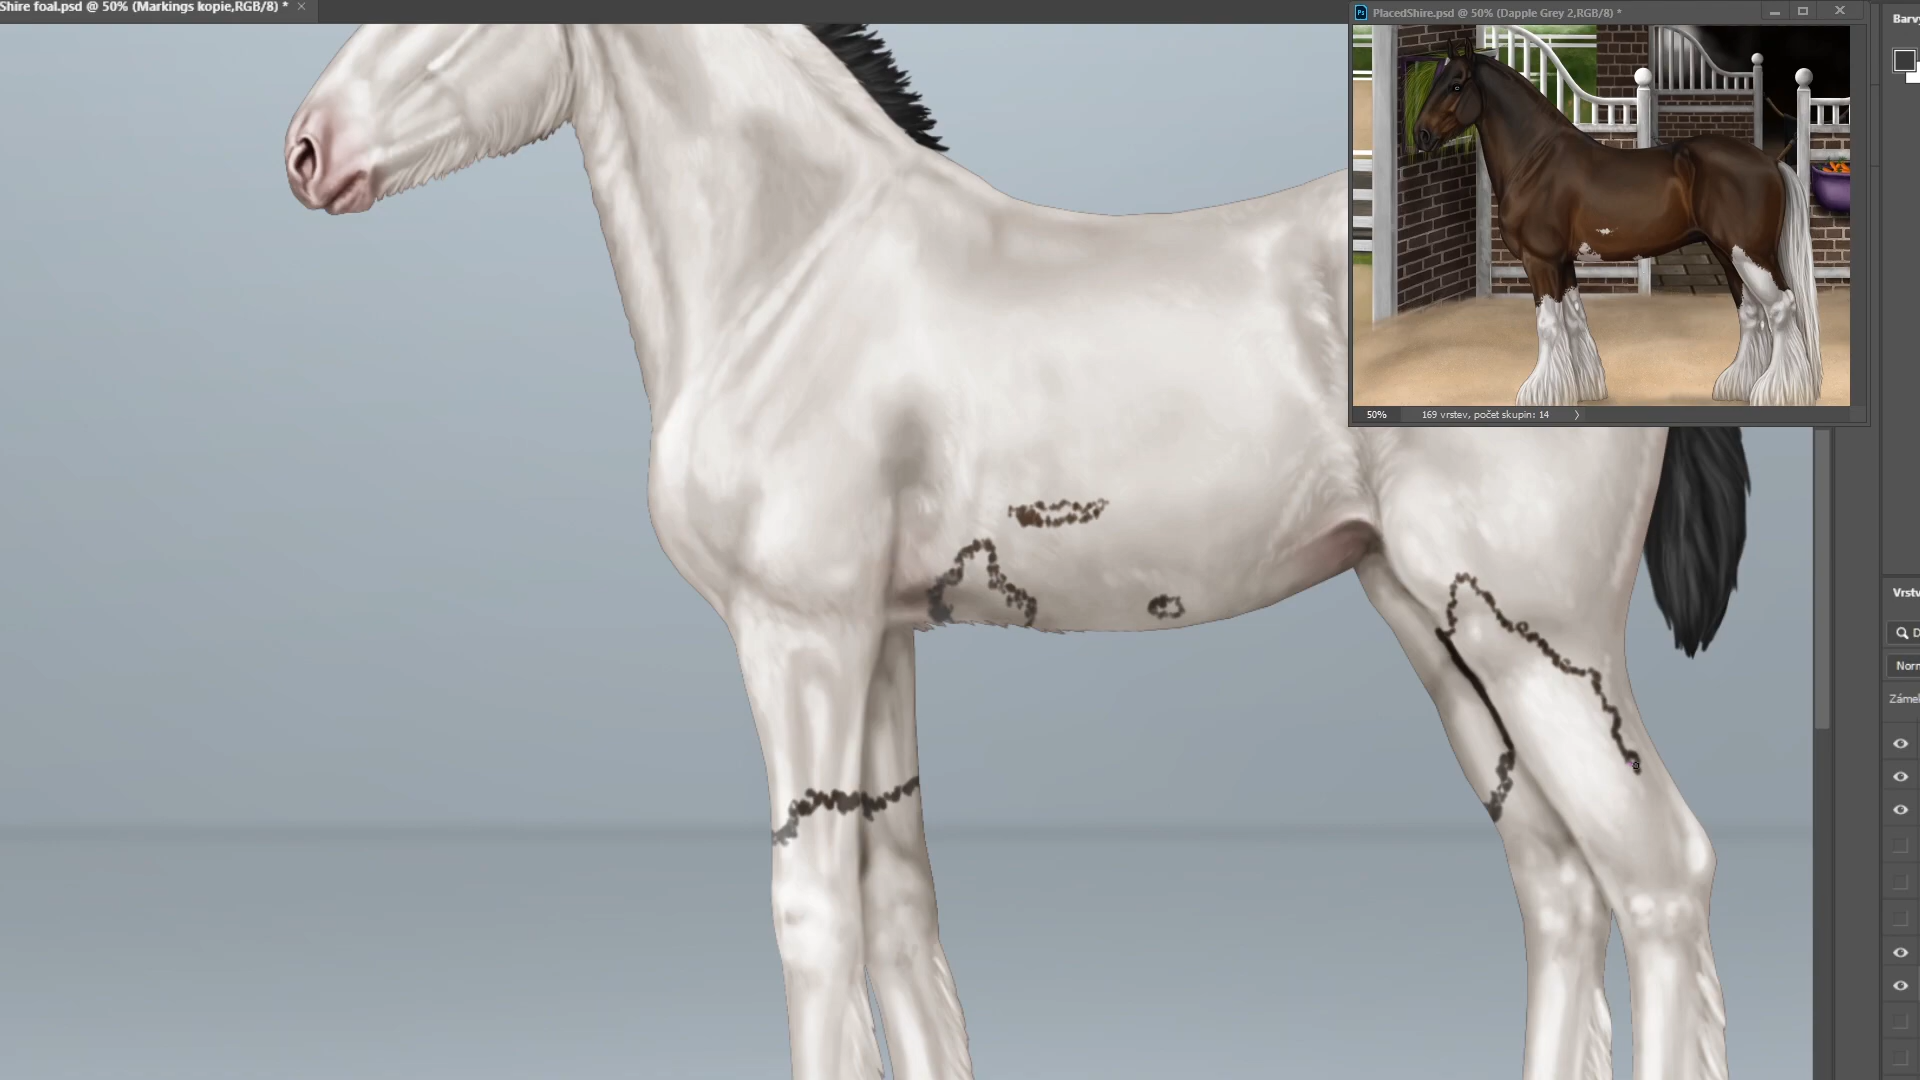 Shire foal.psd @ 50% (Markings kopie,RGB/8) *
PlacedShire.psd @ 50% (Dapple Grey 2,RGB/8) *
Barvy
50%
169 vrstev, počet skupin: 14
Vrstv
Norm
Zámek